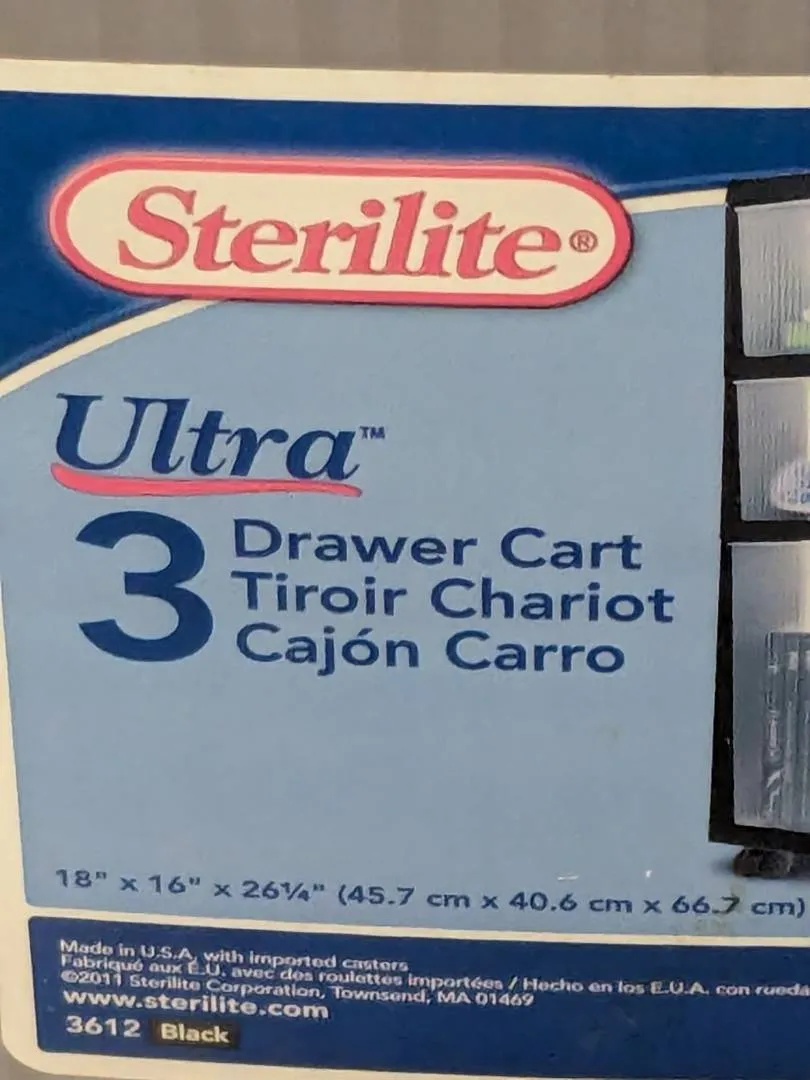 Sterilite®
Ultra™
3 Drawer Cart
Tiroir Chariot
Cajón Carro
18" x 16" x 26¼" (45.7 cm x 40.6 cm x 66.7 cm)
Made in U.S.A. with imported casters
Fabriqué aux E.U. avec des roulettes importées / Hecho en los E.U.A. con rueda
©2011 Sterilite Corporation, Townsend, MA 01469
www.sterilite.com
3612 Black